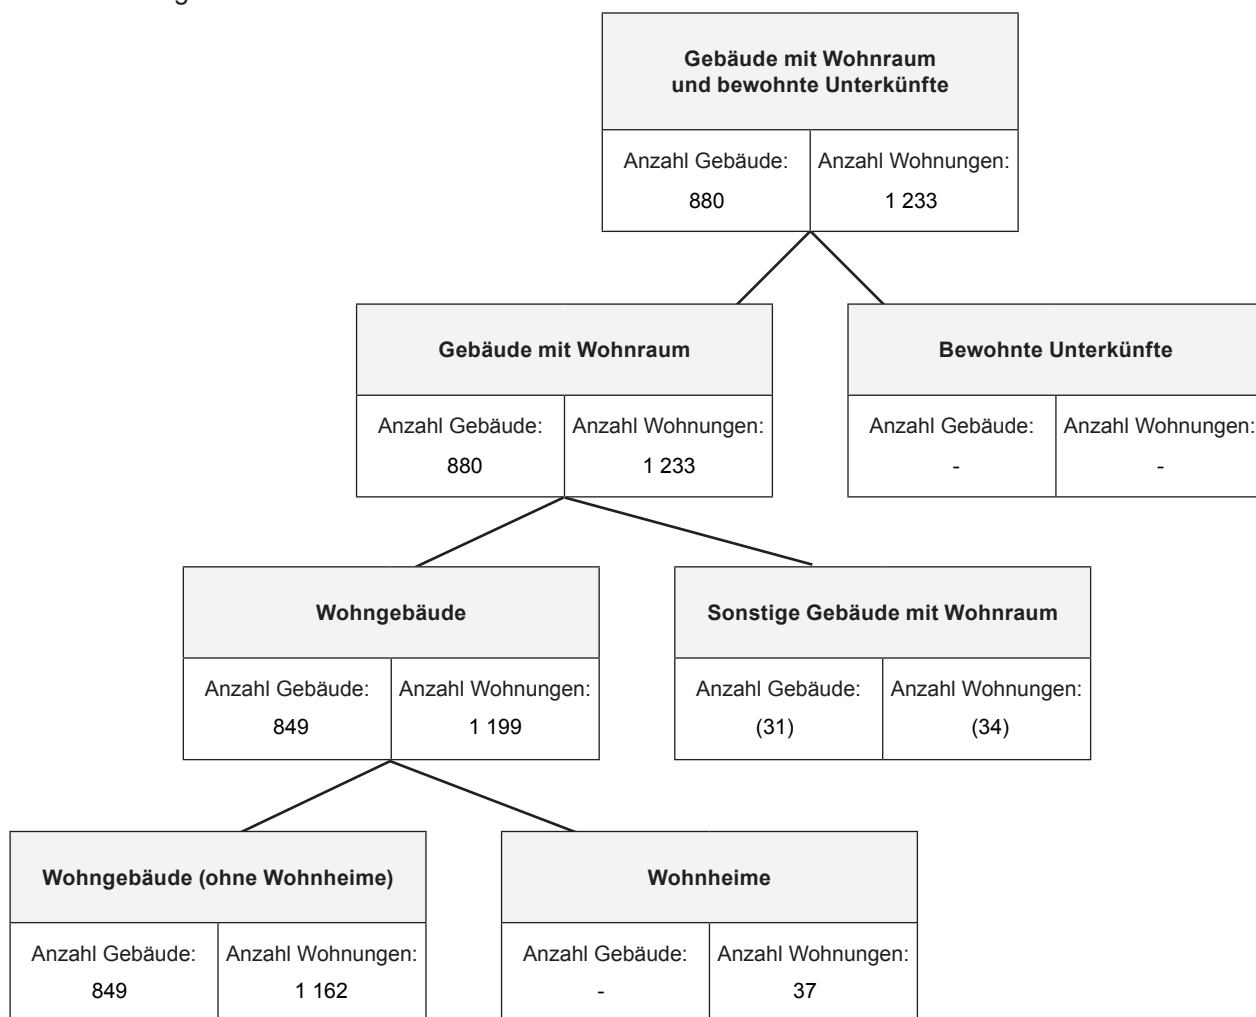 Gebäude mit Wohnraum
und bewohnte Unterkünfte
Anzahl Gebäude: Anzahl Wohnungen:
880 1 233
Gebäude mit Wohnraum
Anzahl Gebäude: Anzahl Wohnungen:
880 1 233
Bewohnte Unterkünfte
Anzahl Gebäude: Anzahl Wohnungen:
- -
Wohngebäude
Anzahl Gebäude: Anzahl Wohnungen:
849 1 199
Sonstige Gebäude mit Wohnraum
Anzahl Gebäude: Anzahl Wohnungen:
(31) (34)
Wohngebäude (ohne Wohnheime)
Anzahl Gebäude: Anzahl Wohnungen:
849 1 162
Wohnheime
Anzahl Gebäude: Anzahl Wohnungen:
- 37